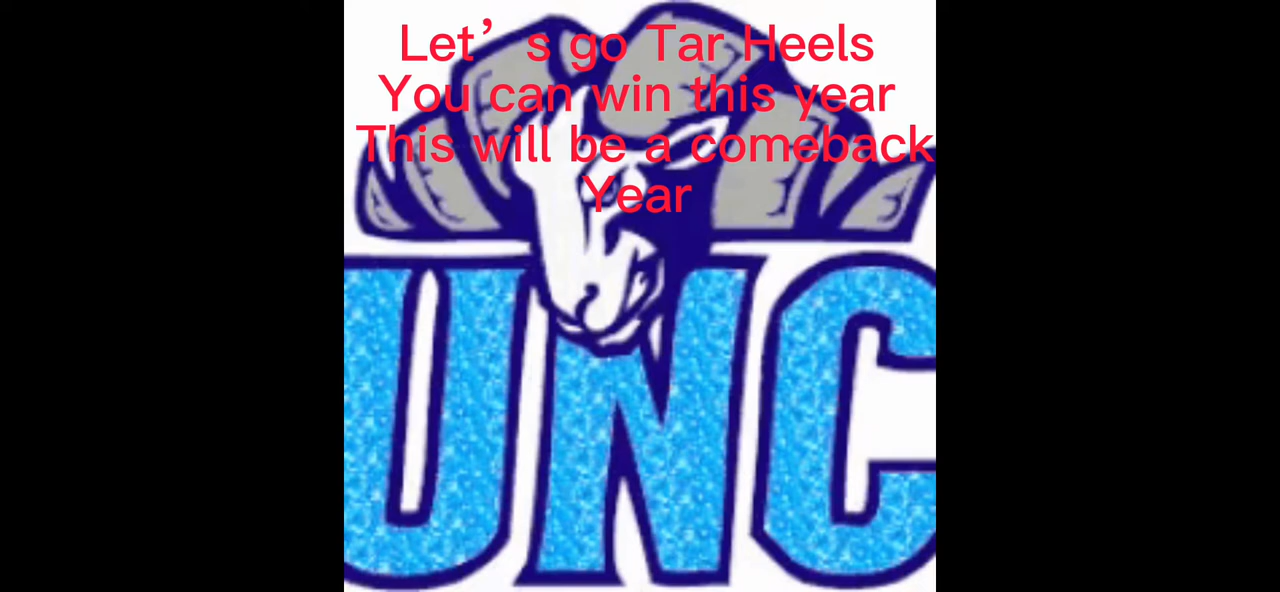 Let’s go Tar Heels
You can win this year
This will be a comeback
Year
UNC